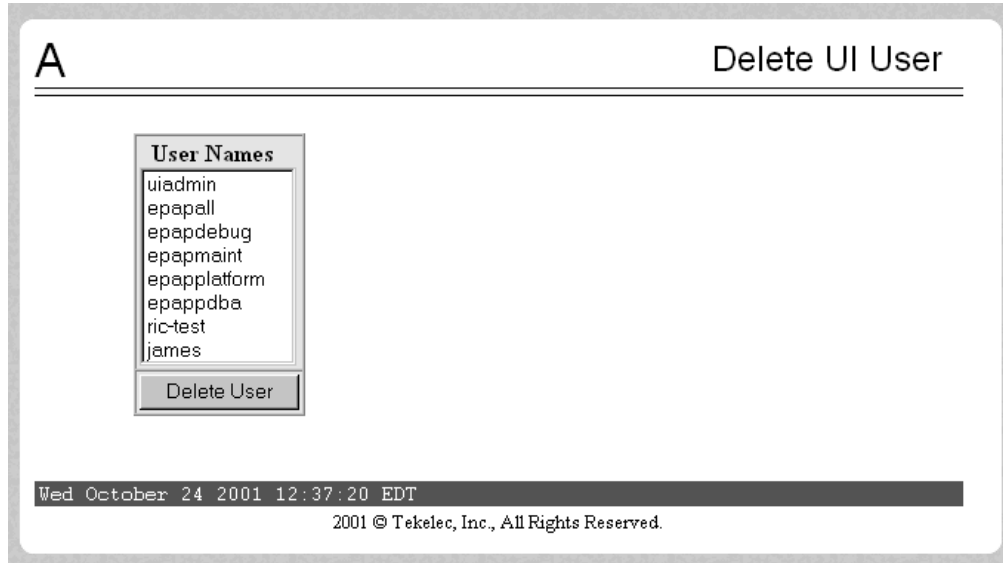 A
Delete UI User
User Names
uiadmin
epapall
epapdebug
epapmaint
epapplatform
epappdba
ric-test
james
Delete User
Wed October 24 2001 12:37:20 EDT
2001 © Tekelec, Inc., All Rights Reserved.